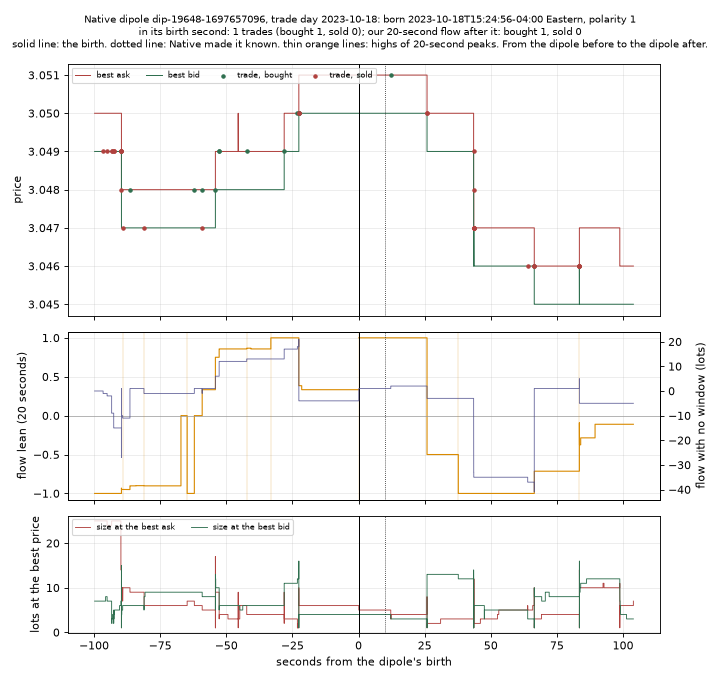 Native dipole dip-19648-1697657096, trade day 2023-10-18: born 2023-10-18T15:24:56-04:00 Eastern, polarity 1
in its birth second: 1 trades (bought 1, sold 0); our 20-second flow after it: bought 1, sold 0
solid line: the birth. dotted line: Native made it known. thin orange lines: highs of 20-second peaks. From the dipole before to the dipole after.
best ask best bid trade, bought trade, sold
3.051
3.050
3.049
3.048
3.047
3.046
3.045
price
1.0
0.5
0.0
−0.5
−1.0
flow lean (20 seconds)
20
10
0
−10
−20
−30
−40
flow with no window (lots)
size at the best ask size at the best bid
20
10
0
lots at the best price
−100 −75 −50 −25 0 25 50 75 100
seconds from the dipole's birth